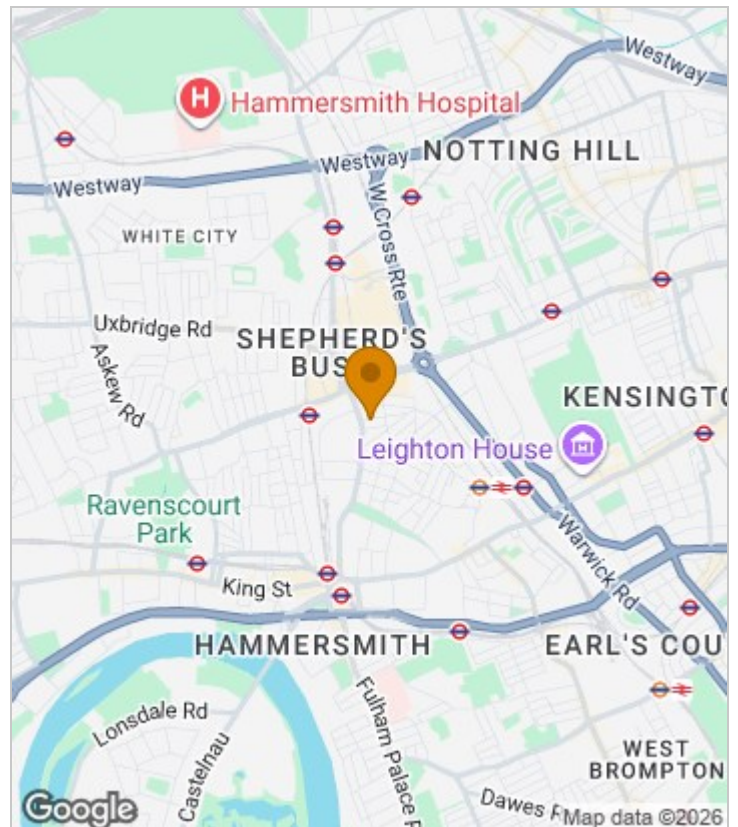 Westway
H
Hammersmith Hospital
NOTTING HILL
Westway
Westway
W Cross Rte
WHITE CITY
Uxbridge Rd
SHEPHERD'S
BUS
Askew Rd
KENSINGTO
Leighton House
Ravenscourt
Park
Warwick Rd
King St
HAMMERSMITH
EARL'S COU
Lonsdale Rd
Fulham Palace R
Castelnau
WEST
BROMPTON
Dawes R
Google
Map data ©2026